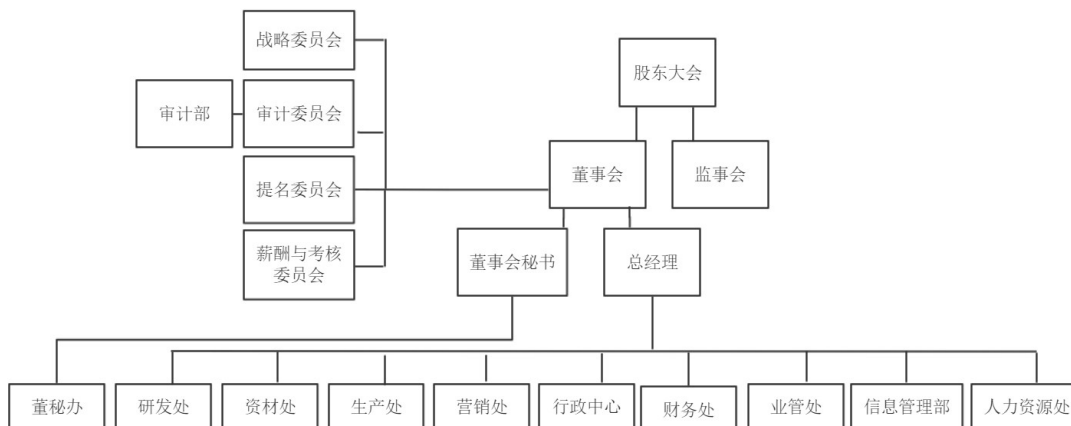 战略委员会
股东大会
审计部
审计委员会
董事会
监事会
提名委员会
薪酬与考核
委员会
董事会秘书
总经理
董秘办
研发处
资材处
生产处
营销处
行政中心
财务处
业管处
信息管理部
人力资源处